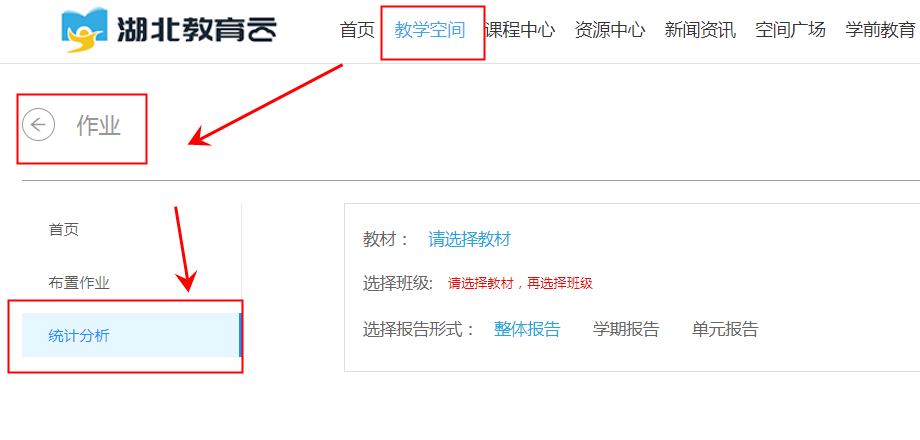 湖北教育云 首页 教学空间 课程中心 资源中心 新闻资讯 空间广场 学前教育
作业
首页
布置作业
统计分析
教材： 请选择教材
选择班级: 请选择教材，再选择班级
选择报告形式： 整体报告 学期报告 单元报告